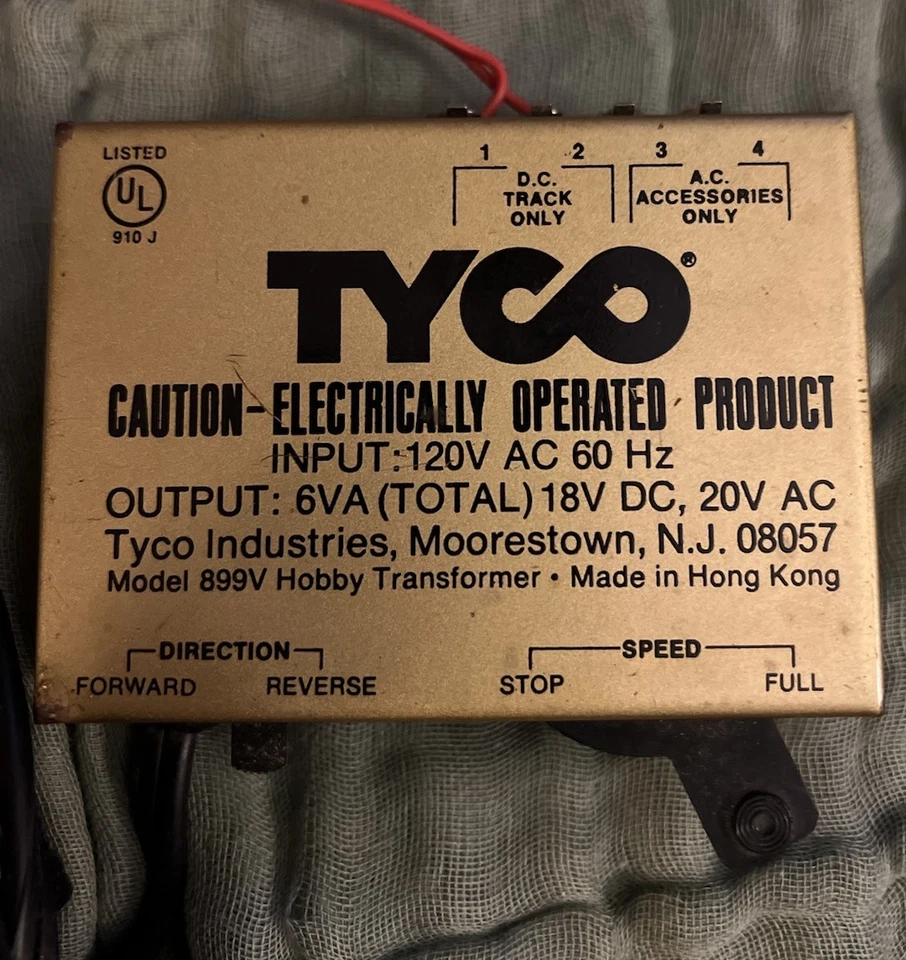 LISTED
UL
910 J
1 2 3 4
D.C. TRACK ONLY
A.C. ACCESSORIES ONLY
TYCO®
CAUTION-ELECTRICALLY OPERATED PRODUCT
INPUT: 120V AC 60 Hz
OUTPUT: 6VA (TOTAL) 18V DC, 20V AC
Tyco Industries, Moorestown, N.J. 08057
Model 899V Hobby Transformer • Made in Hong Kong
DIRECTION
FORWARD REVERSE
SPEED
STOP FULL